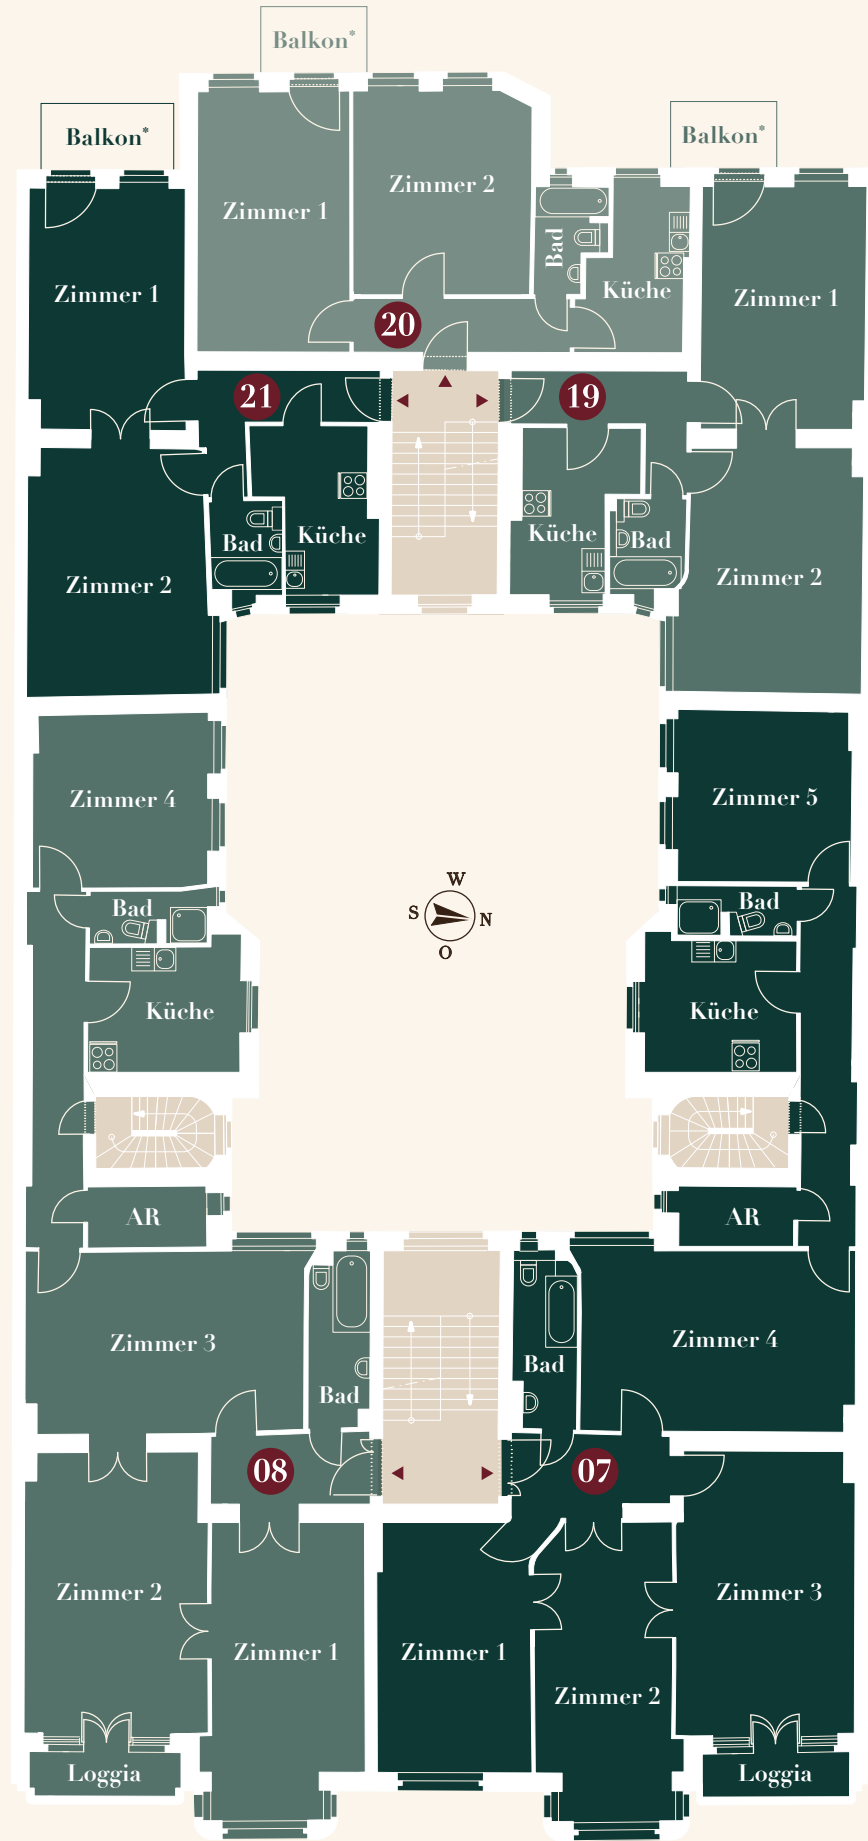 Balkon*
Balkon*
Balkon*
Zimmer 1
Zimmer 2
Bad
Küche
Zimmer 1
Zimmer 1
20
21
19
Zimmer 2
Bad
Küche
Küche
Bad
Zimmer 2
Zimmer 4
Zimmer 5
Bad
Bad
W
S
N
O
Küche
Küche
AR
AR
Zimmer 3
Bad
Bad
Zimmer 4
08
07
Zimmer 2
Zimmer 1
Zimmer 1
Zimmer 2
Zimmer 3
Loggia
Loggia